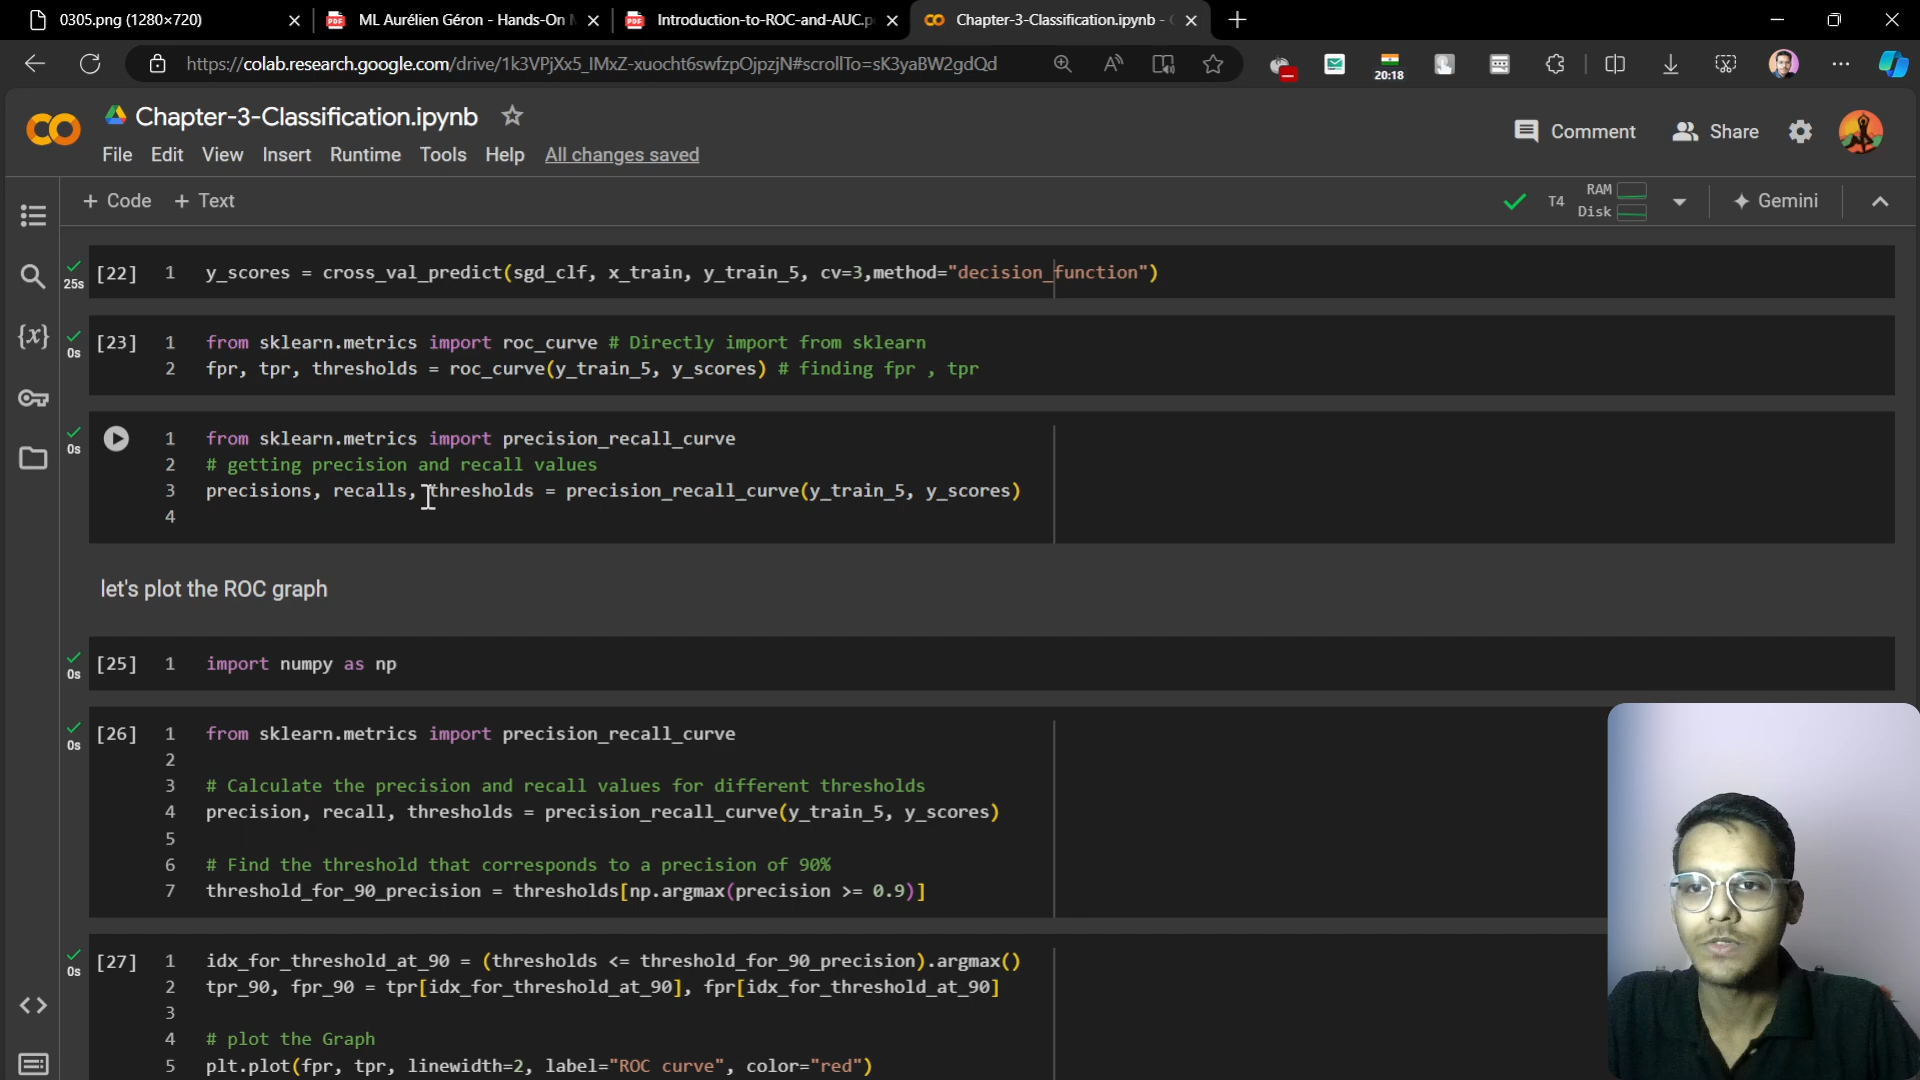 0305.png (1280×720)
ML Aurélien Géron - Hands-On
Introduction-to-ROC-and-AUC.p
Chapter-3-Classification.ipynb -
https://colab.research.google.com/drive/1k3VPjXx5_IMxZ-xuocht6swfzpOjpzjN#scrollTo=sK3yaBW2gdQd
20:18
Chapter-3-Classification.ipynb
Comment
Share
File Edit View Insert Runtime Tools Help All changes saved
+ Code + Text
T4
RAM
Disk
Gemini
25s
[22] 1 y_scores = cross_val_predict(sgd_clf, x_train, y_train_5, cv=3,method="decision_function")
0s
[23] 1 from sklearn.metrics import roc_curve # Directly import from sklearn
2 fpr, tpr, thresholds = roc_curve(y_train_5, y_scores) # finding fpr , tpr
0s
1 from sklearn.metrics import precision_recall_curve
2 # getting precision and recall values
3 precisions, recalls, thresholds = precision_recall_curve(y_train_5, y_scores)
4
let's plot the ROC graph
0s
[25] 1 import numpy as np
0s
[26] 1 from sklearn.metrics import precision_recall_curve
2
3 # Calculate the precision and recall values for different thresholds
4 precision, recall, thresholds = precision_recall_curve(y_train_5, y_scores)
5
6 # Find the threshold that corresponds to a precision of 90%
7 threshold_for_90_precision = thresholds[np.argmax(precision >= 0.9)]
0s
[27] 1 idx_for_threshold_at_90 = (thresholds <= threshold_for_90_precision).argmax()
2 tpr_90, fpr_90 = tpr[idx_for_threshold_at_90], fpr[idx_for_threshold_at_90]
3
4 # plot the Graph
5 plt.plot(fpr, tpr, linewidth=2, label="ROC curve", color="red")